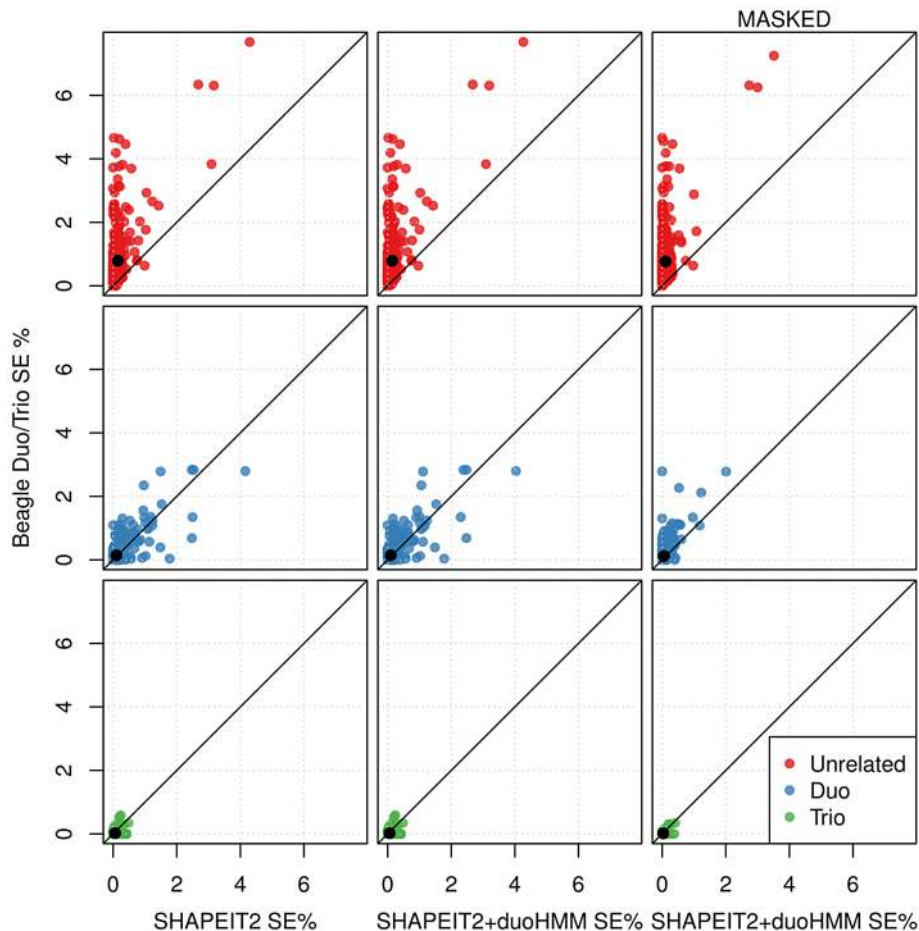 MASKED
6
4
2
0
6
4
2
0
6
4
2
0
Beagle Duo/Trio SE %
Unrelated
Duo
Trio
0 2 4 6 0 2 4 6 0 2 4 6
SHAPEIT2 SE% SHAPEIT2+duoHMM SE% SHAPEIT2+duoHMM SE%